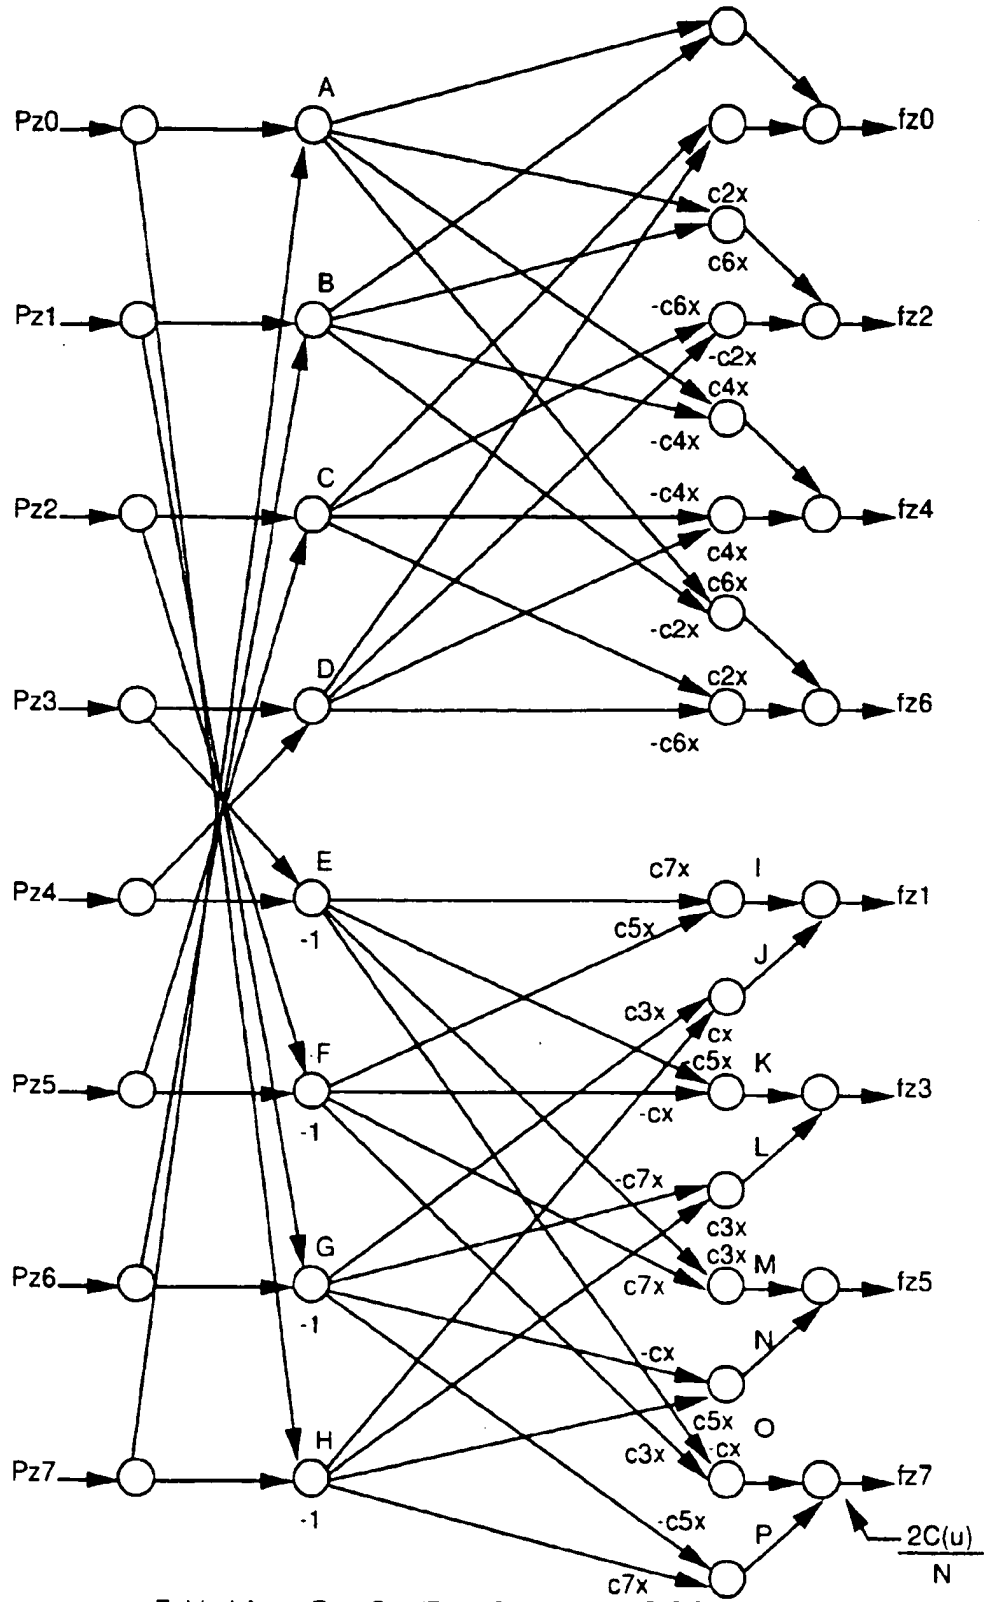 A
Pz0
fz0
c2x
B
c6x
Pz1
-c6x
fz2
-c2x
c4x
-c4x
C
-c4x
Pz2
fz4
c4x
c6x
-c2x
D
c2x
Pz3
fz6
-c6x
E
c7x
I
Pz4
fz1
c5x
-1
J
c3x
cx
F
-c5x
K
Pz5
fz3
-cx
-1
L
-c7x
c3x
G
c3x
M
Pz6
c7x
fz5
-1
N
-cx
c5x
O
H
c3x
-cx
Pz7
fz7
-1
-c5x
P
2C(u)
N
c7x